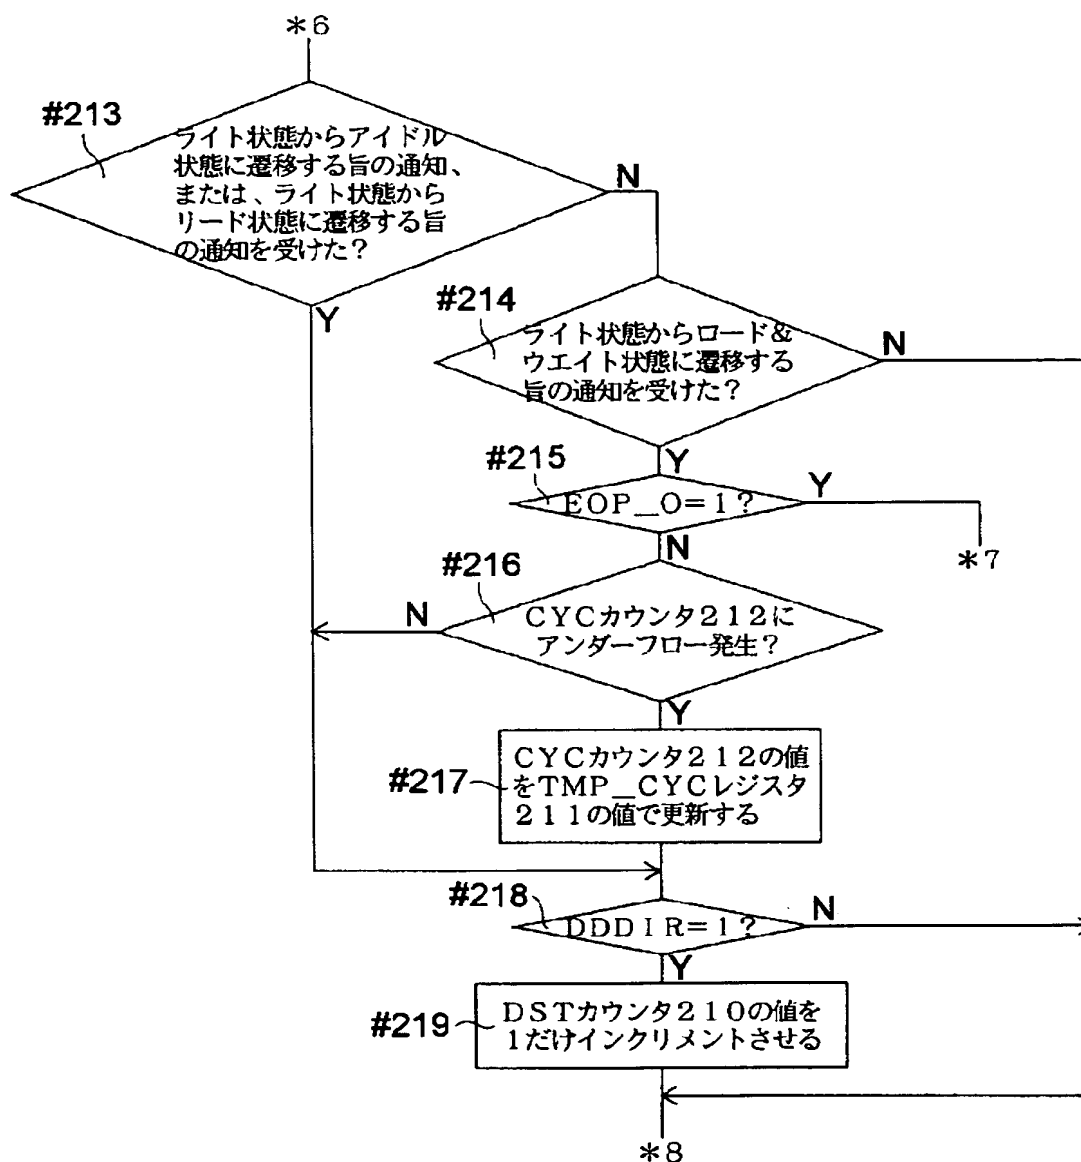 ＊6
#213
ライト状態からアイドル
状態に遷移する旨の通知、
または、ライト状態から
リード状態に遷移する旨
の通知を受けた？
N
Y
#214
ライト状態からロード＆
ウエイト状態に遷移する
旨の通知を受けた？
N
Y
#215
ＥＯＰ＿Ｏ＝１？
Y
＊7
N
#216
ＣＹＣカウンタ２１２に
アンダーフロー発生？
N
Y
#217
ＣＹＣカウンタ２１２の値
をＴＭＰ＿ＣＹＣレジスタ
２１１の値で更新する
#218
ＤＤＤＩＲ＝１？
N
Y
#219
ＤＳＴカウンタ２１０の値を
１だけインクリメントさせる
＊8